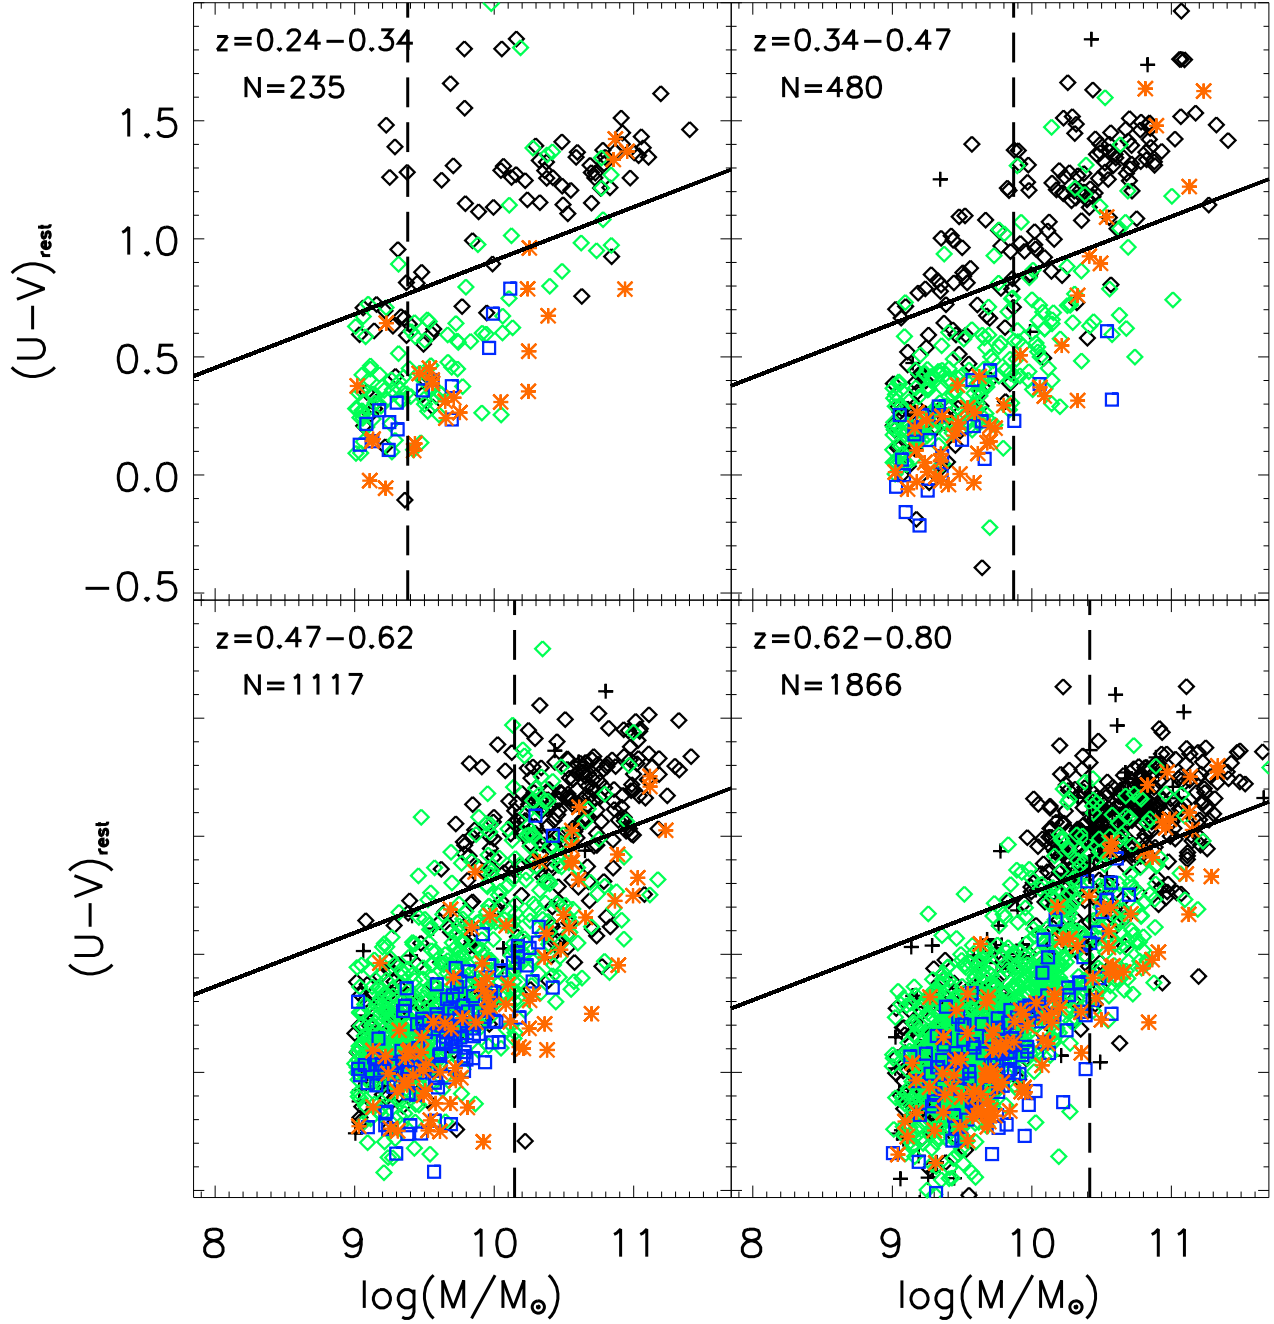 z=0.24−0.34
N=235
z=0.34−0.47
N=480
1.5
1.0
0.5
0.0
−0.5
(U−V)rest
z=0.47−0.62
N=1117
z=0.62−0.80
N=1866
(U−V)rest
8 9 10 11
8 9 10 11
log(M/M⊙)
log(M/M⊙)